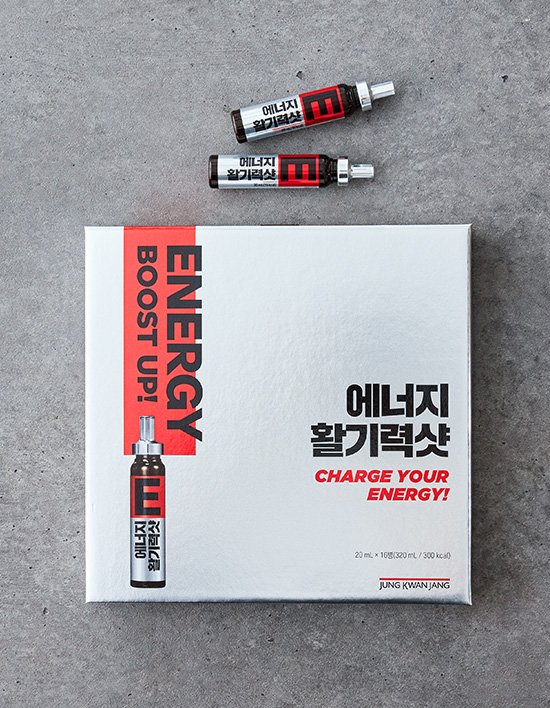 에너지
활기력샷
E
에너지
활기력샷
E
ENERGY
BOOST UP!
에너지
활기력샷
CHARGE YOUR
ENERGY!
E
에너지
활기력샷
20 mL × 16병(320 mL / 300 kcal)
JUNG KWAN JANG